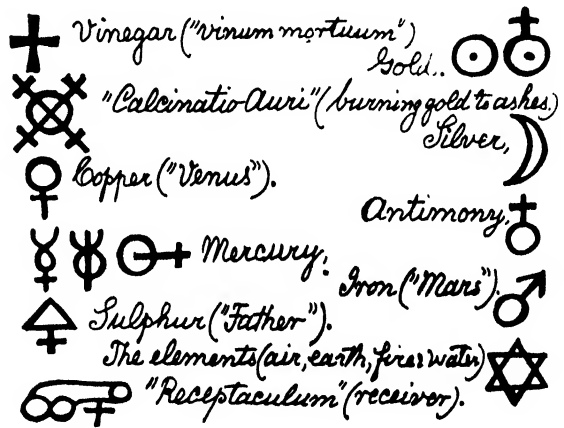 Vinegar ("vinum mortuum")
Gold..
"Calcinatio Auri" (burning gold to ashes.)
Silver,
Copper ("Venus").
Antimony,
Mercury.
Iron ("Mars").
Sulphur ("Father").
The elements (air, earth, fire & water)
"Receptaculum" (receiver).